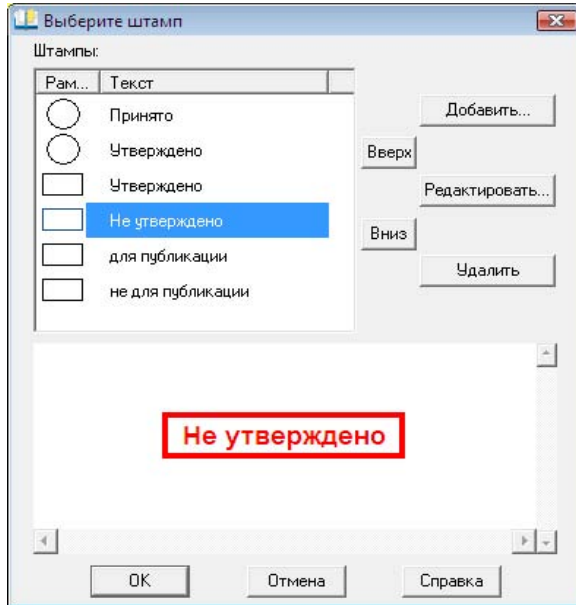 Выберите штамп
Штампы:
Рам... Текст
Принято
Утверждено
Утверждено
Не утверждено
для публикации
не для публикации
Добавить...
Вверх
Редактировать...
Вниз
Удалить
Не утверждено
OK Отмена Справка